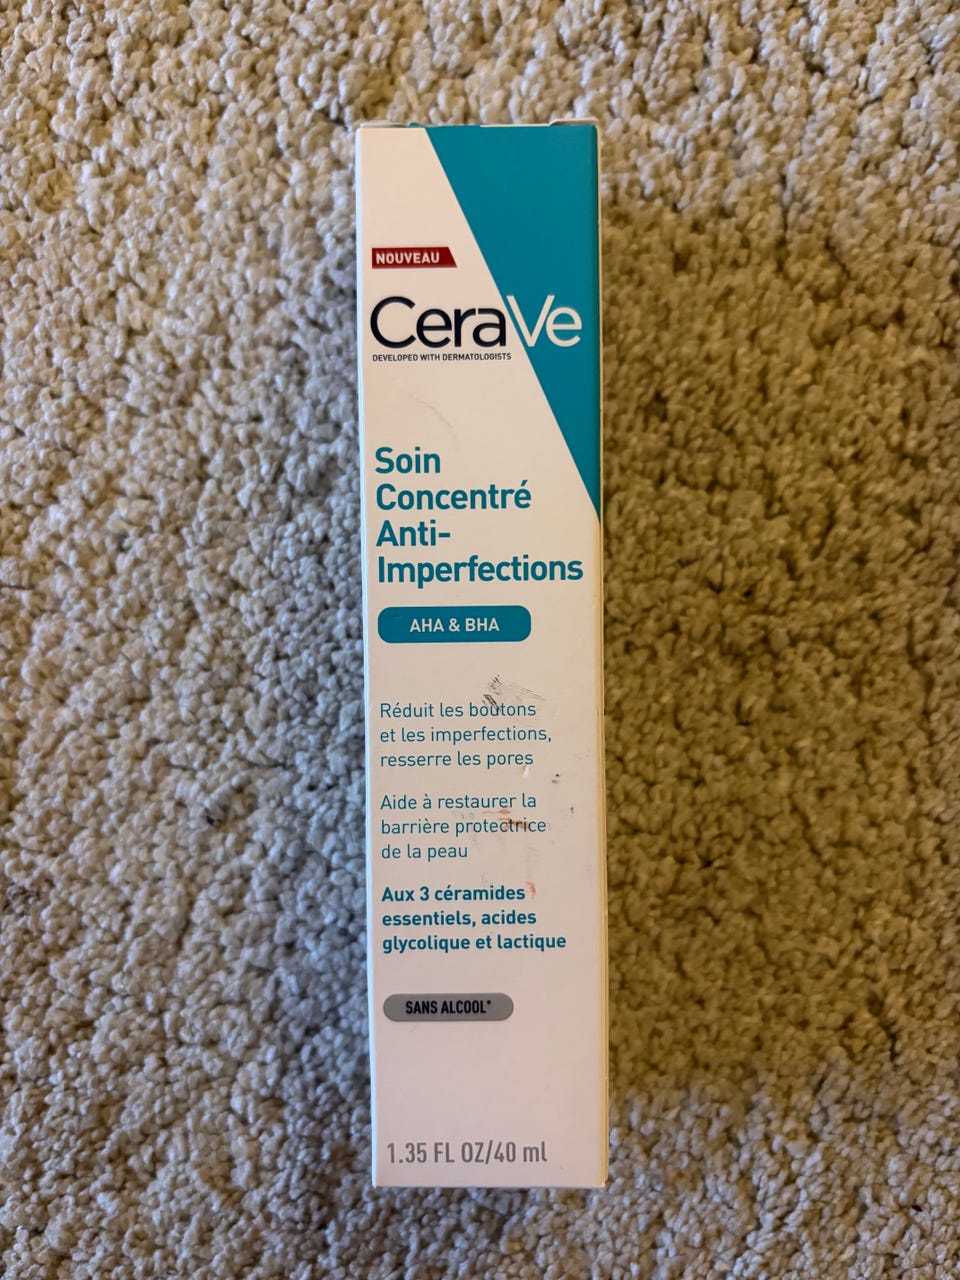 NOUVEAU
CeraVe
DEVELOPED WITH DERMATOLOGISTS
Soin
Concentré
Anti-
Imperfections
AHA & BHA
Réduit les boutons
et les imperfections,
resserre les pores
Aide à restaurer la
barrière protectrice
de la peau
Aux 3 céramides
essentiels, acides
glycolique et lactique
SANS ALCOOL*
1.35 FL OZ/40 ml